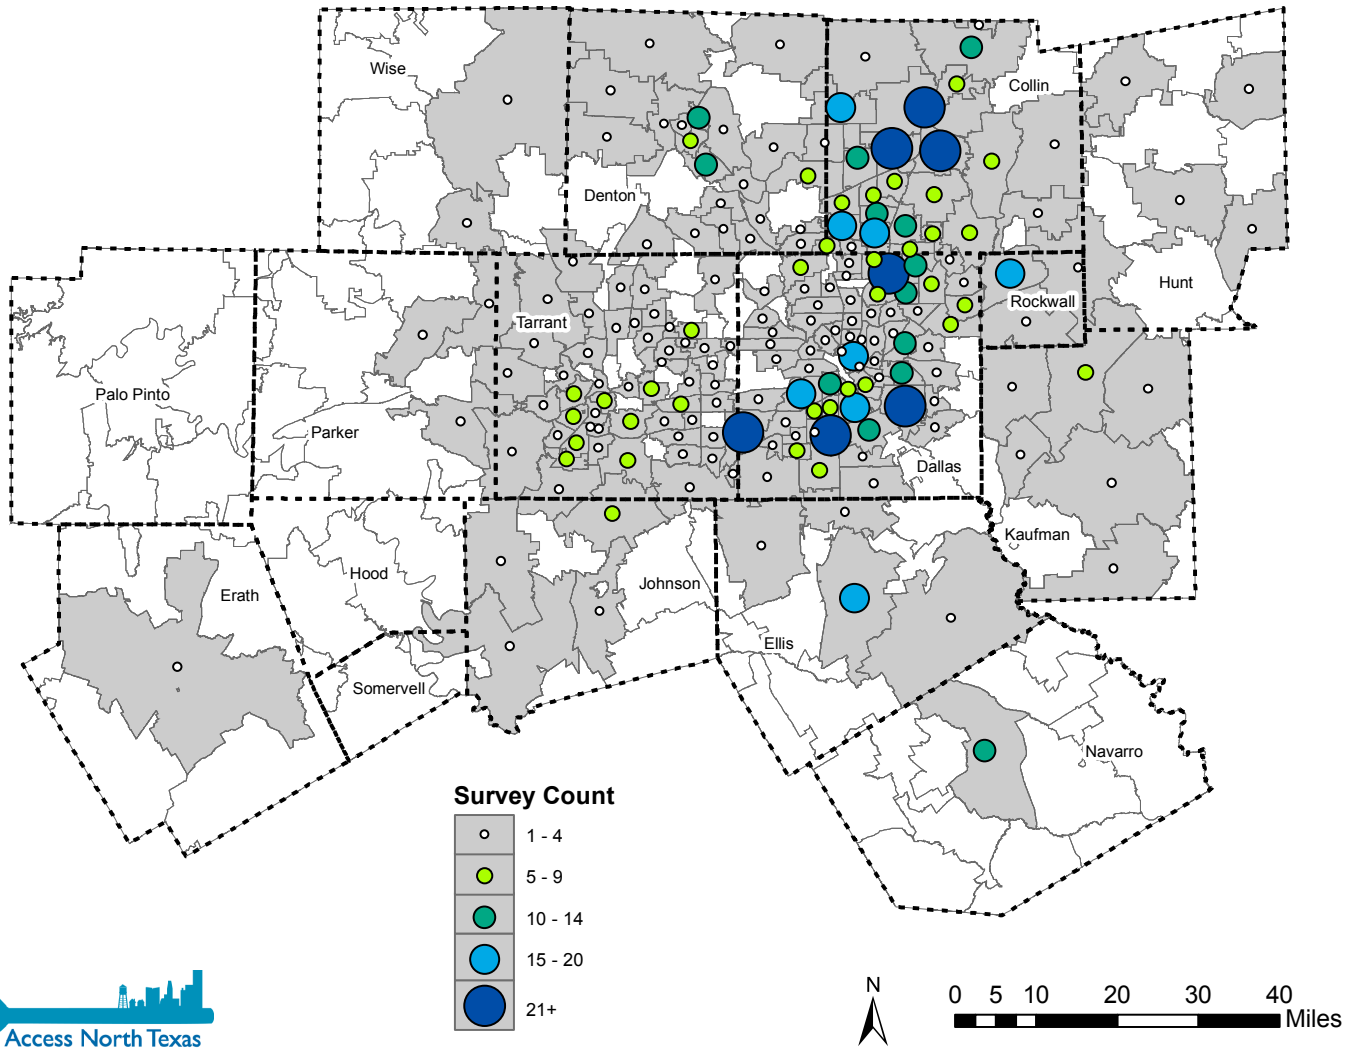 Wise
Collin
Denton
Hunt
Rockwall
Tarrant
Palo Pinto
Parker
Dallas
Kaufman
Hood
Johnson
Erath
Ellis
Somervell
Navarro
Survey Count
1 - 4
5 - 9
10 - 14
15 - 20
21+
N
0 5 10 20 30 40
Miles
Access North Texas